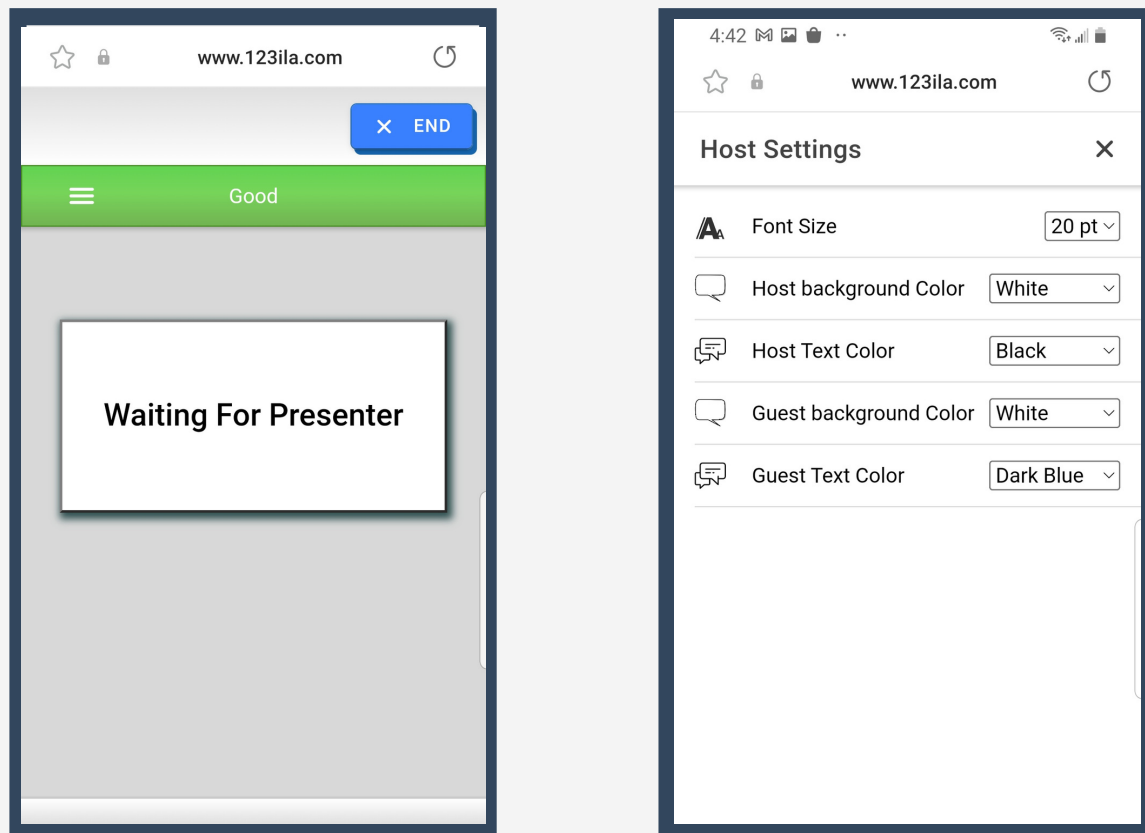 www.123ila.com
END
Good
Waiting For Presenter
4:42
www.123ila.com
Host Settings
Font Size 20 pt
Host background Color White
Host Text Color Black
Guest background Color White
Guest Text Color Dark Blue